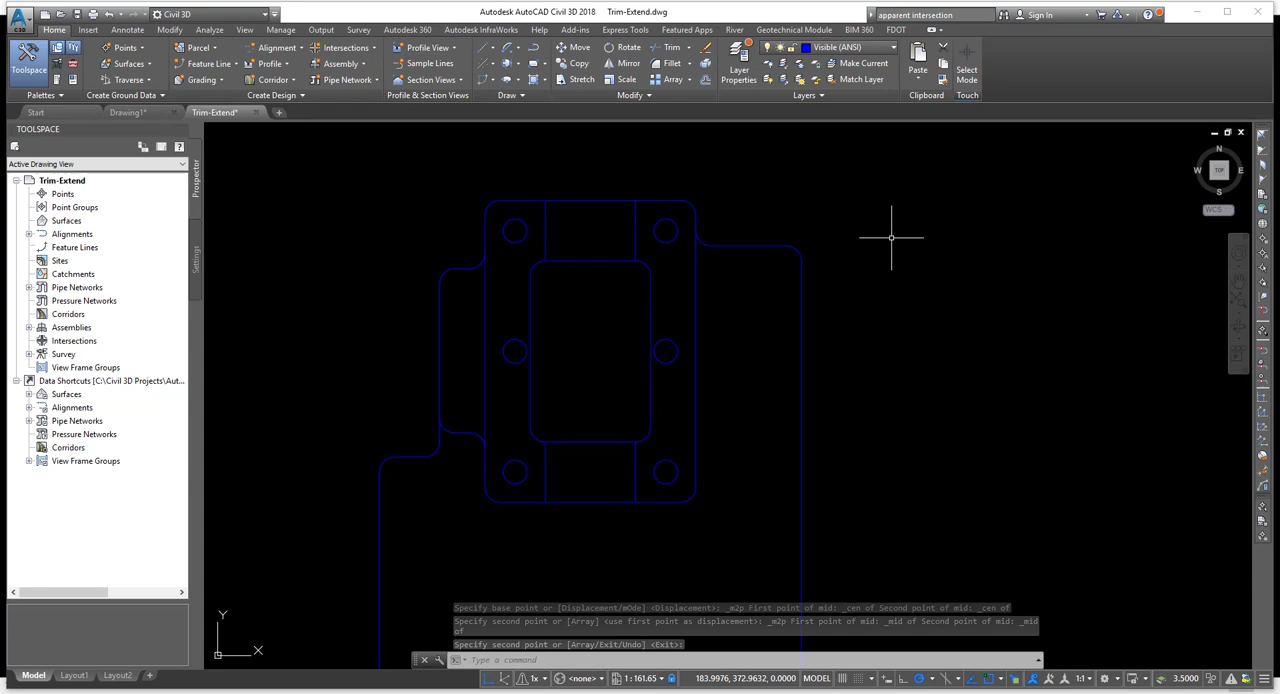 Civil 3D
Autodesk AutoCAD Civil 3D 2018 Trim-Extend.dwg
apparent intersection
Sign In
C3D
Home Insert Annotate Modify Analyze View Manage Output Survey Autodesk 360 Autodesk InfraWorks Help Add-ins Express Tools Featured Apps River Geotechnical Module BIM 360 FDOT
Toolspace
Points
Surfaces
Traverse
Parcel
Feature Line
Grading
Alignment
Profile
Corridor
Intersections
Assembly
Pipe Network
Profile View
Sample Lines
Section Views
Move
Copy
Stretch
Rotate
Mirror
Scale
Trim
Fillet
Array
Layer
Properties
Visible (ANSI)
Make Current
Match Layer
Paste
Select
Mode
Palettes Create Ground Data Create Design Profile & Section Views Draw Modify Layers Clipboard Touch
Start Drawing1* Trim-Extend*
TOOLSPACE
Active Drawing View
Trim-Extend
Points
Point Groups
Surfaces
Alignments
Feature Lines
Sites
Catchments
Pipe Networks
Pressure Networks
Corridors
Assemblies
Intersections
Survey
View Frame Groups
Data Shortcuts [C:\Civil 3D Projects\Aut...
Surfaces
Alignments
Pipe Networks
Pressure Networks
Corridors
View Frame Groups
Prospector
Settings
N
W TOP E
S
WCS
Y
X
Specify base point or [Displacement/mOde] <Displacement>: _m2p First point of mid: _cen of Second point of mid: _cen of
Specify second point or [Array] <use first point as displacement>: _m2p First point of mid: _mid of Second point of mid: _mid
of
Specify second point or [Array/Exit/Undo] <Exit>:
Type a command
Model Layout1 Layout2 +
1x <none> 1 : 161.65 183.9976, 372.9632, 0.0000 MODEL 1:1 3.5000